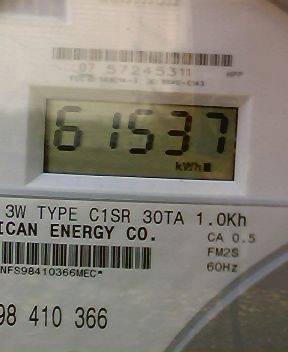 07 57245311 HPP
61537
kWh
3W TYPE C1SR 30TA 1.0Kh
ICAN ENERGY CO.
CA 0.5
FM2S
NFS98410366MEC*
60Hz
98 410 366